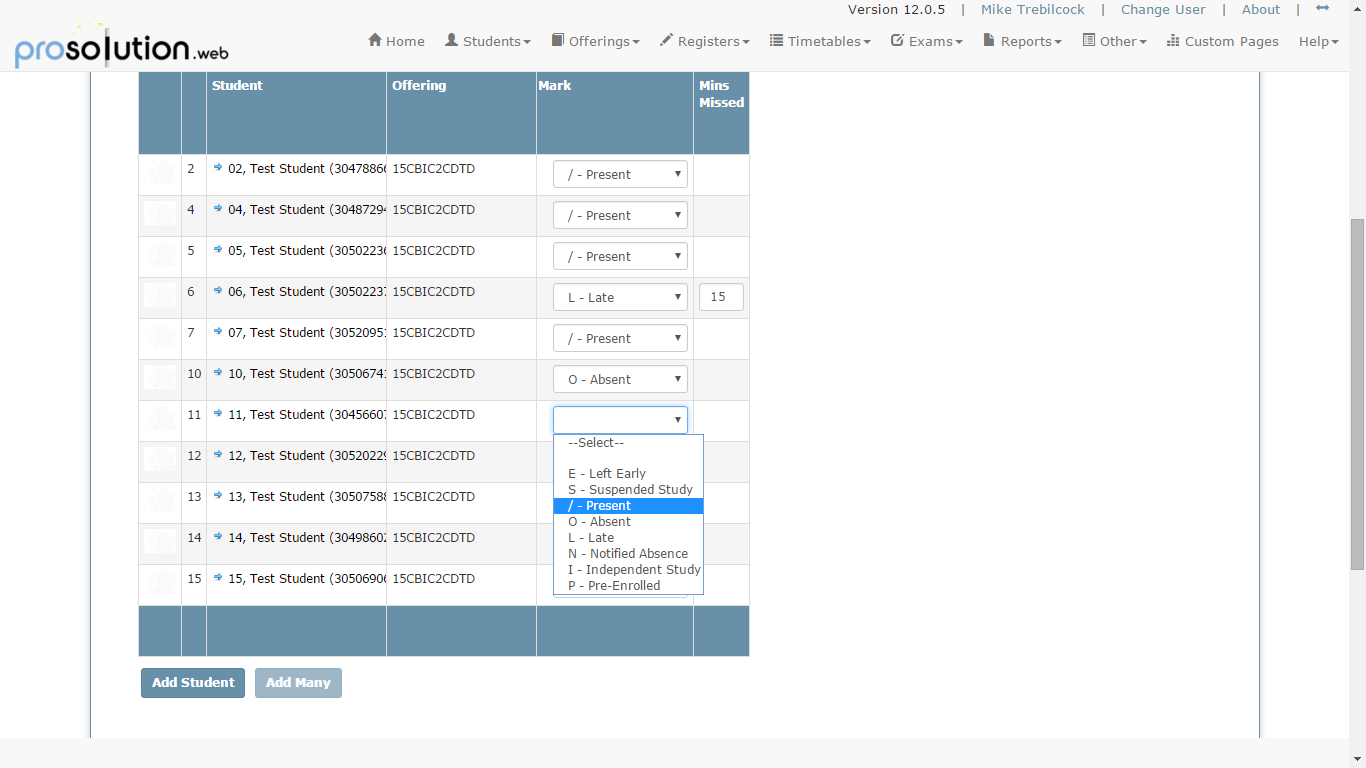 Version 12.0.5 | Mike Trebilcock | Change User | About |
prosolution.web
Home Students Offerings Registers Timetables Exams Reports Other Custom Pages Help
Student Offering Mark Mins Missed
2 02, Test Student (3047886 15CBIC2CDTD / - Present
4 04, Test Student (3048729 15CBIC2CDTD / - Present
5 05, Test Student (3050223 15CBIC2CDTD / - Present
6 06, Test Student (3050223 15CBIC2CDTD L - Late 15
7 07, Test Student (3052095 15CBIC2CDTD / - Present
10 10, Test Student (3050674 15CBIC2CDTD O - Absent
11 11, Test Student (3045660 15CBIC2CDTD
12 12, Test Student (3052022 15CBIC2CDTD
13 13, Test Student (3050758 15CBIC2CDTD
14 14, Test Student (3049860 15CBIC2CDTD
15 15, Test Student (3050690 15CBIC2CDTD
--Select--
E - Left Early
S - Suspended Study
/ - Present
O - Absent
L - Late
N - Notified Absence
I - Independent Study
P - Pre-Enrolled
Add Student Add Many